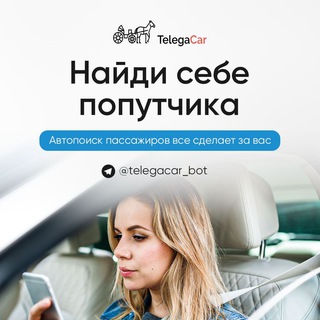 TelegaCar
Найди себе
попутчика
Автопоиск пассажиров все сделает за вас
@telegacar_bot